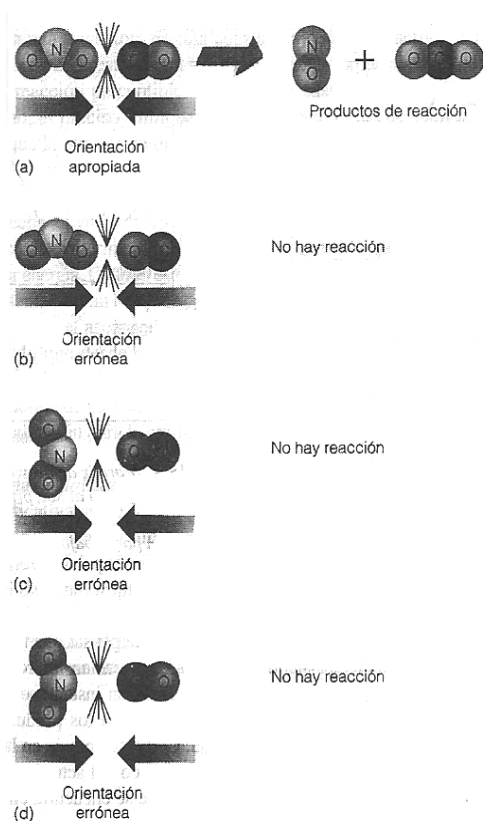 O N O C O N O + O C O
Productos de reacción
Orientación
apropiada
(a)
O N O O
No hay reacción
Orientación
errónea
(b)
O N O O
No hay reacción
Orientación
errónea
(c)
O N O O
No hay reacción
Orientación
errónea
(d)